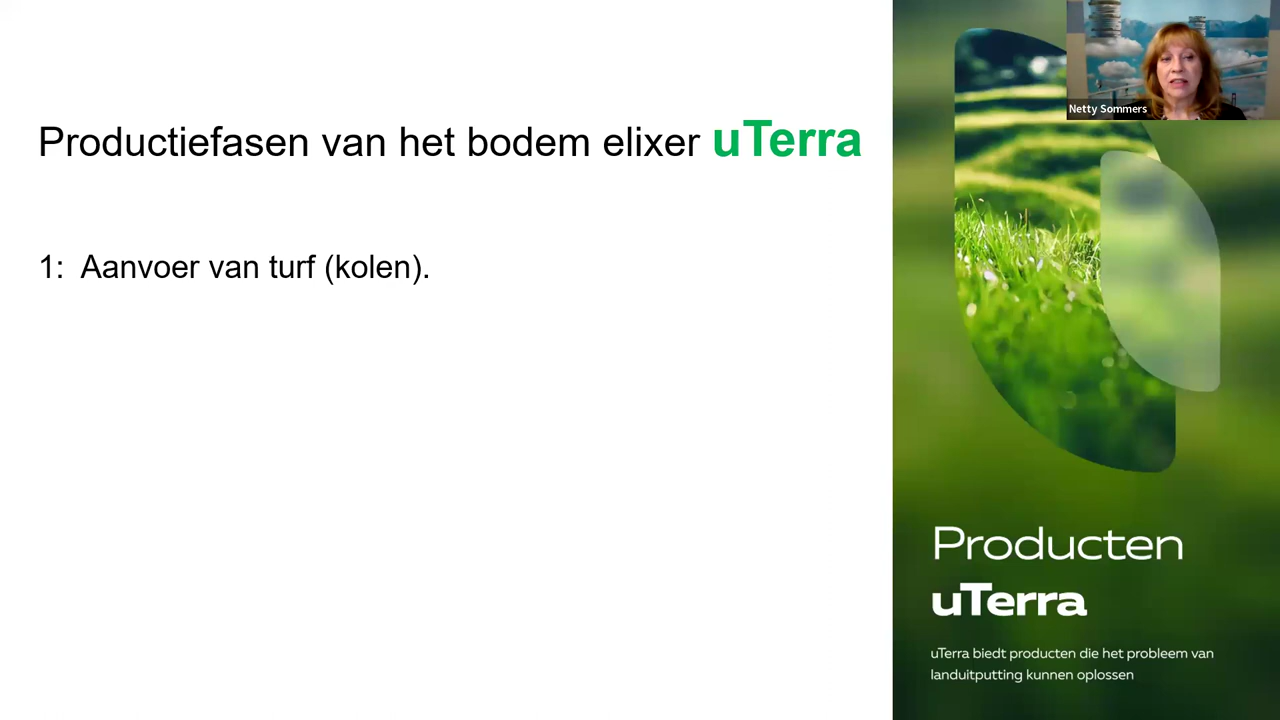 Productiefasen van het bodem elixer uTerra
1: Aanvoer van turf (kolen).
Netty Sommers
Producten
uTerra
uTerra biedt producten die het probleem van
landuitputting kunnen oplossen